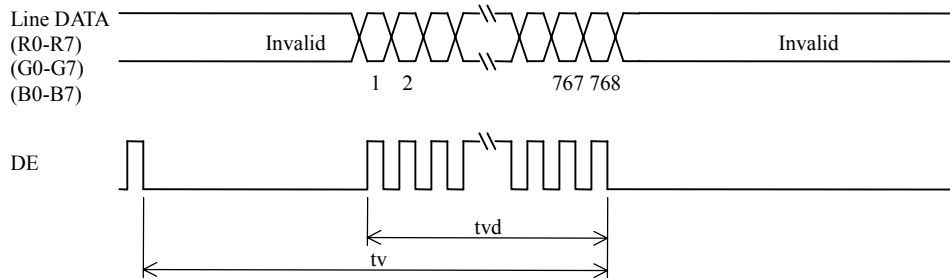 Line DATA
(R0-R7)
(G0-G7)
(B0-B7)
Invalid
Invalid
1 2 767 768
DE
tvd
tv